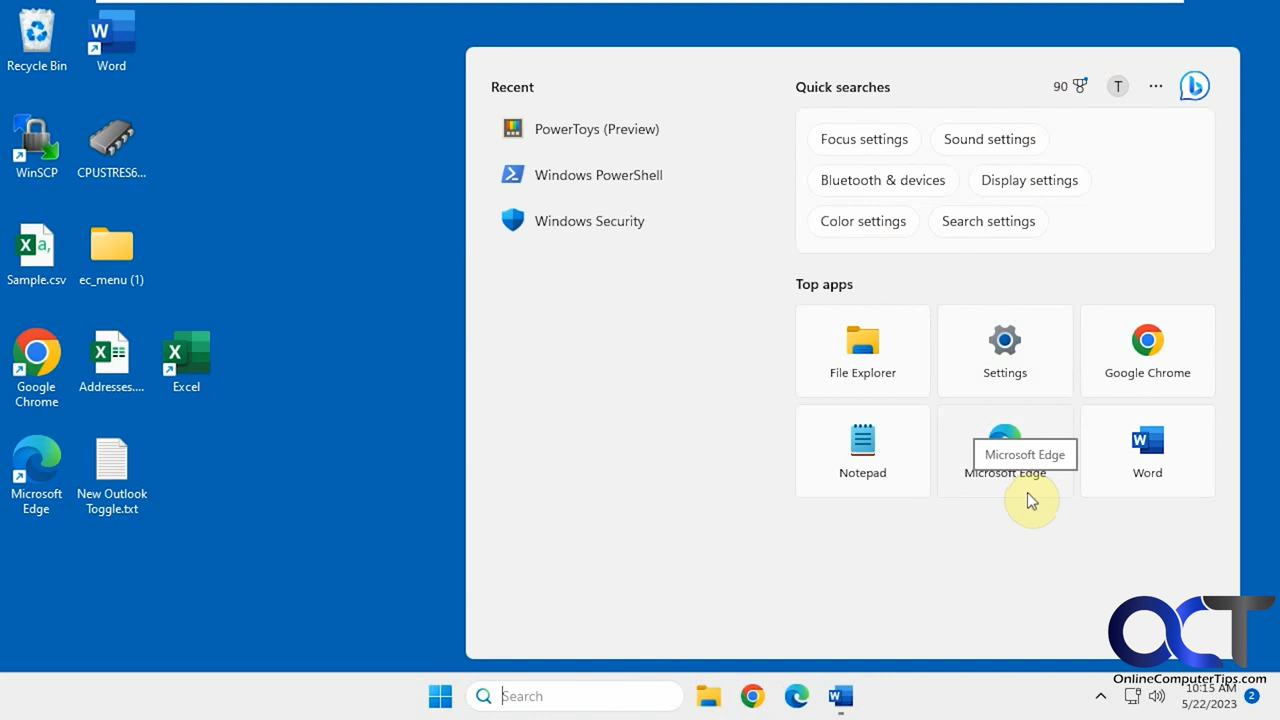 Recycle Bin
Word
WinSCP
CPUSTRES6...
Sample.csv
ec_menu (1)
Google
Chrome
Addresses....
Excel
Microsoft
Edge
New Outlook
Toggle.txt
Recent
PowerToys (Preview)
Windows PowerShell
Windows Security
Quick searches
90
T
...
b
Focus settings
Sound settings
Bluetooth & devices
Display settings
Color settings
Search settings
Top apps
File Explorer
Settings
Google Chrome
Notepad
Microsoft Edge
Microsoft Edge
Word
OCT
OnlineComputerTips.com
Search
10:15 AM
5/22/2023
2